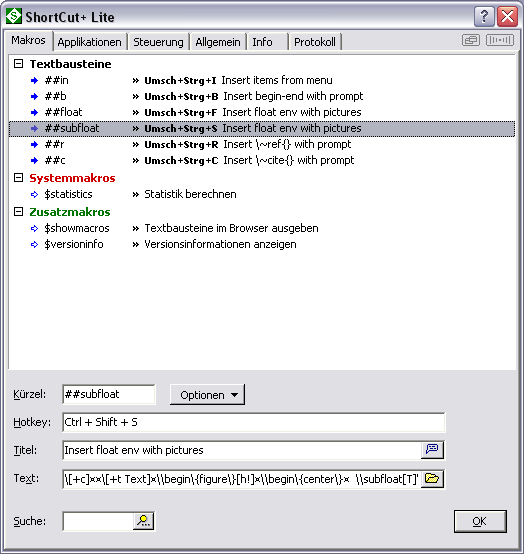 ShortCut+ Lite
Makros Applikationen Steuerung Allgemein Info Protokoll
Textbausteine
##in » Umsch+Strg+I Insert items from menu
##b » Umsch+Strg+B Insert begin-end with prompt
##float » Umsch+Strg+F Insert float env with pictures
##subfloat » Umsch+Strg+S Insert float env with pictures
##r » Umsch+Strg+R Insert \~ref{} with prompt
##c » Umsch+Strg+C Insert \~cite{} with prompt
Systemmakros
$statistics » Statistik berechnen
Zusatzmakros
$showmacros » Textbausteine im Browser ausgeben
$versioninfo » Versionsinformationen anzeigen
Kürzel: ##subfloat Optionen
Hotkey: Ctrl + Shift + S
Titel: Insert float env with pictures
Text: \[+c]××\[+t Text]×\\begin\{figure\}[h!]×\\begin\{center\}× \\subfloat[T]"
Suche: OK